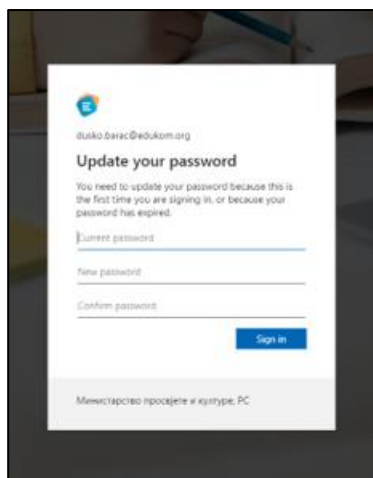 dusko.barac@edukom.org
Update your password
You need to update your password because this is
the first time you are signing in, or because your
password has expired.
Current password
New password
Confirm password
Sign in
Министарство просвјете и културе, РС